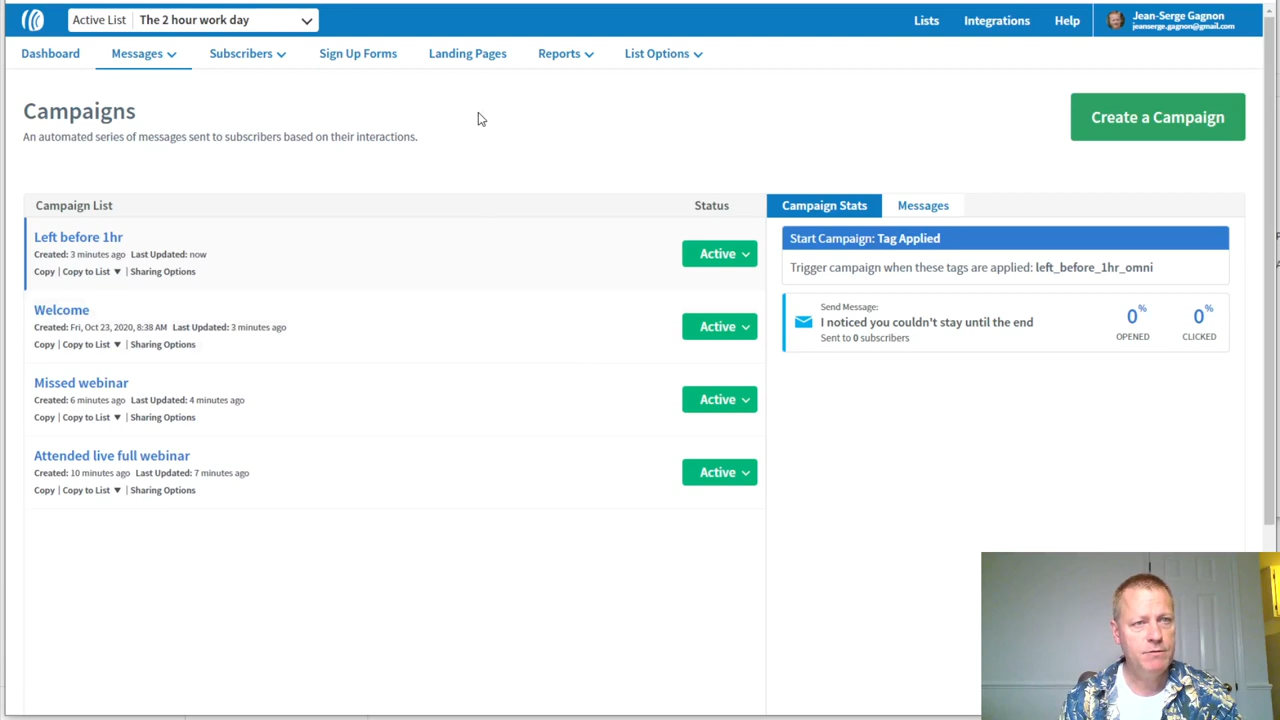 Active List The 2 hour work day
Lists Integrations Help
Jean-Serge Gagnon
jeanserge.gagnon@gmail.com
Dashboard Messages Subscribers Sign Up Forms Landing Pages Reports List Options
Campaigns
An automated series of messages sent to subscribers based on their interactions.
Create a Campaign
Campaign List Status
Left before 1hr
Created: 3 minutes ago Last Updated: now
Copy | Copy to List ▼ | Sharing Options
Active
Welcome
Created: Fri, Oct 23, 2020, 8:38 AM Last Updated: 3 minutes ago
Copy | Copy to List ▼ | Sharing Options
Active
Missed webinar
Created: 6 minutes ago Last Updated: 4 minutes ago
Copy | Copy to List ▼ | Sharing Options
Active
Attended live full webinar
Created: 10 minutes ago Last Updated: 7 minutes ago
Copy | Copy to List ▼ | Sharing Options
Active
Campaign Stats Messages
Start Campaign: Tag Applied
Trigger campaign when these tags are applied: left_before_1hr_omni
Send Message:
I noticed you couldn't stay until the end
Sent to 0 subscribers
0%
OPENED
0%
CLICKED